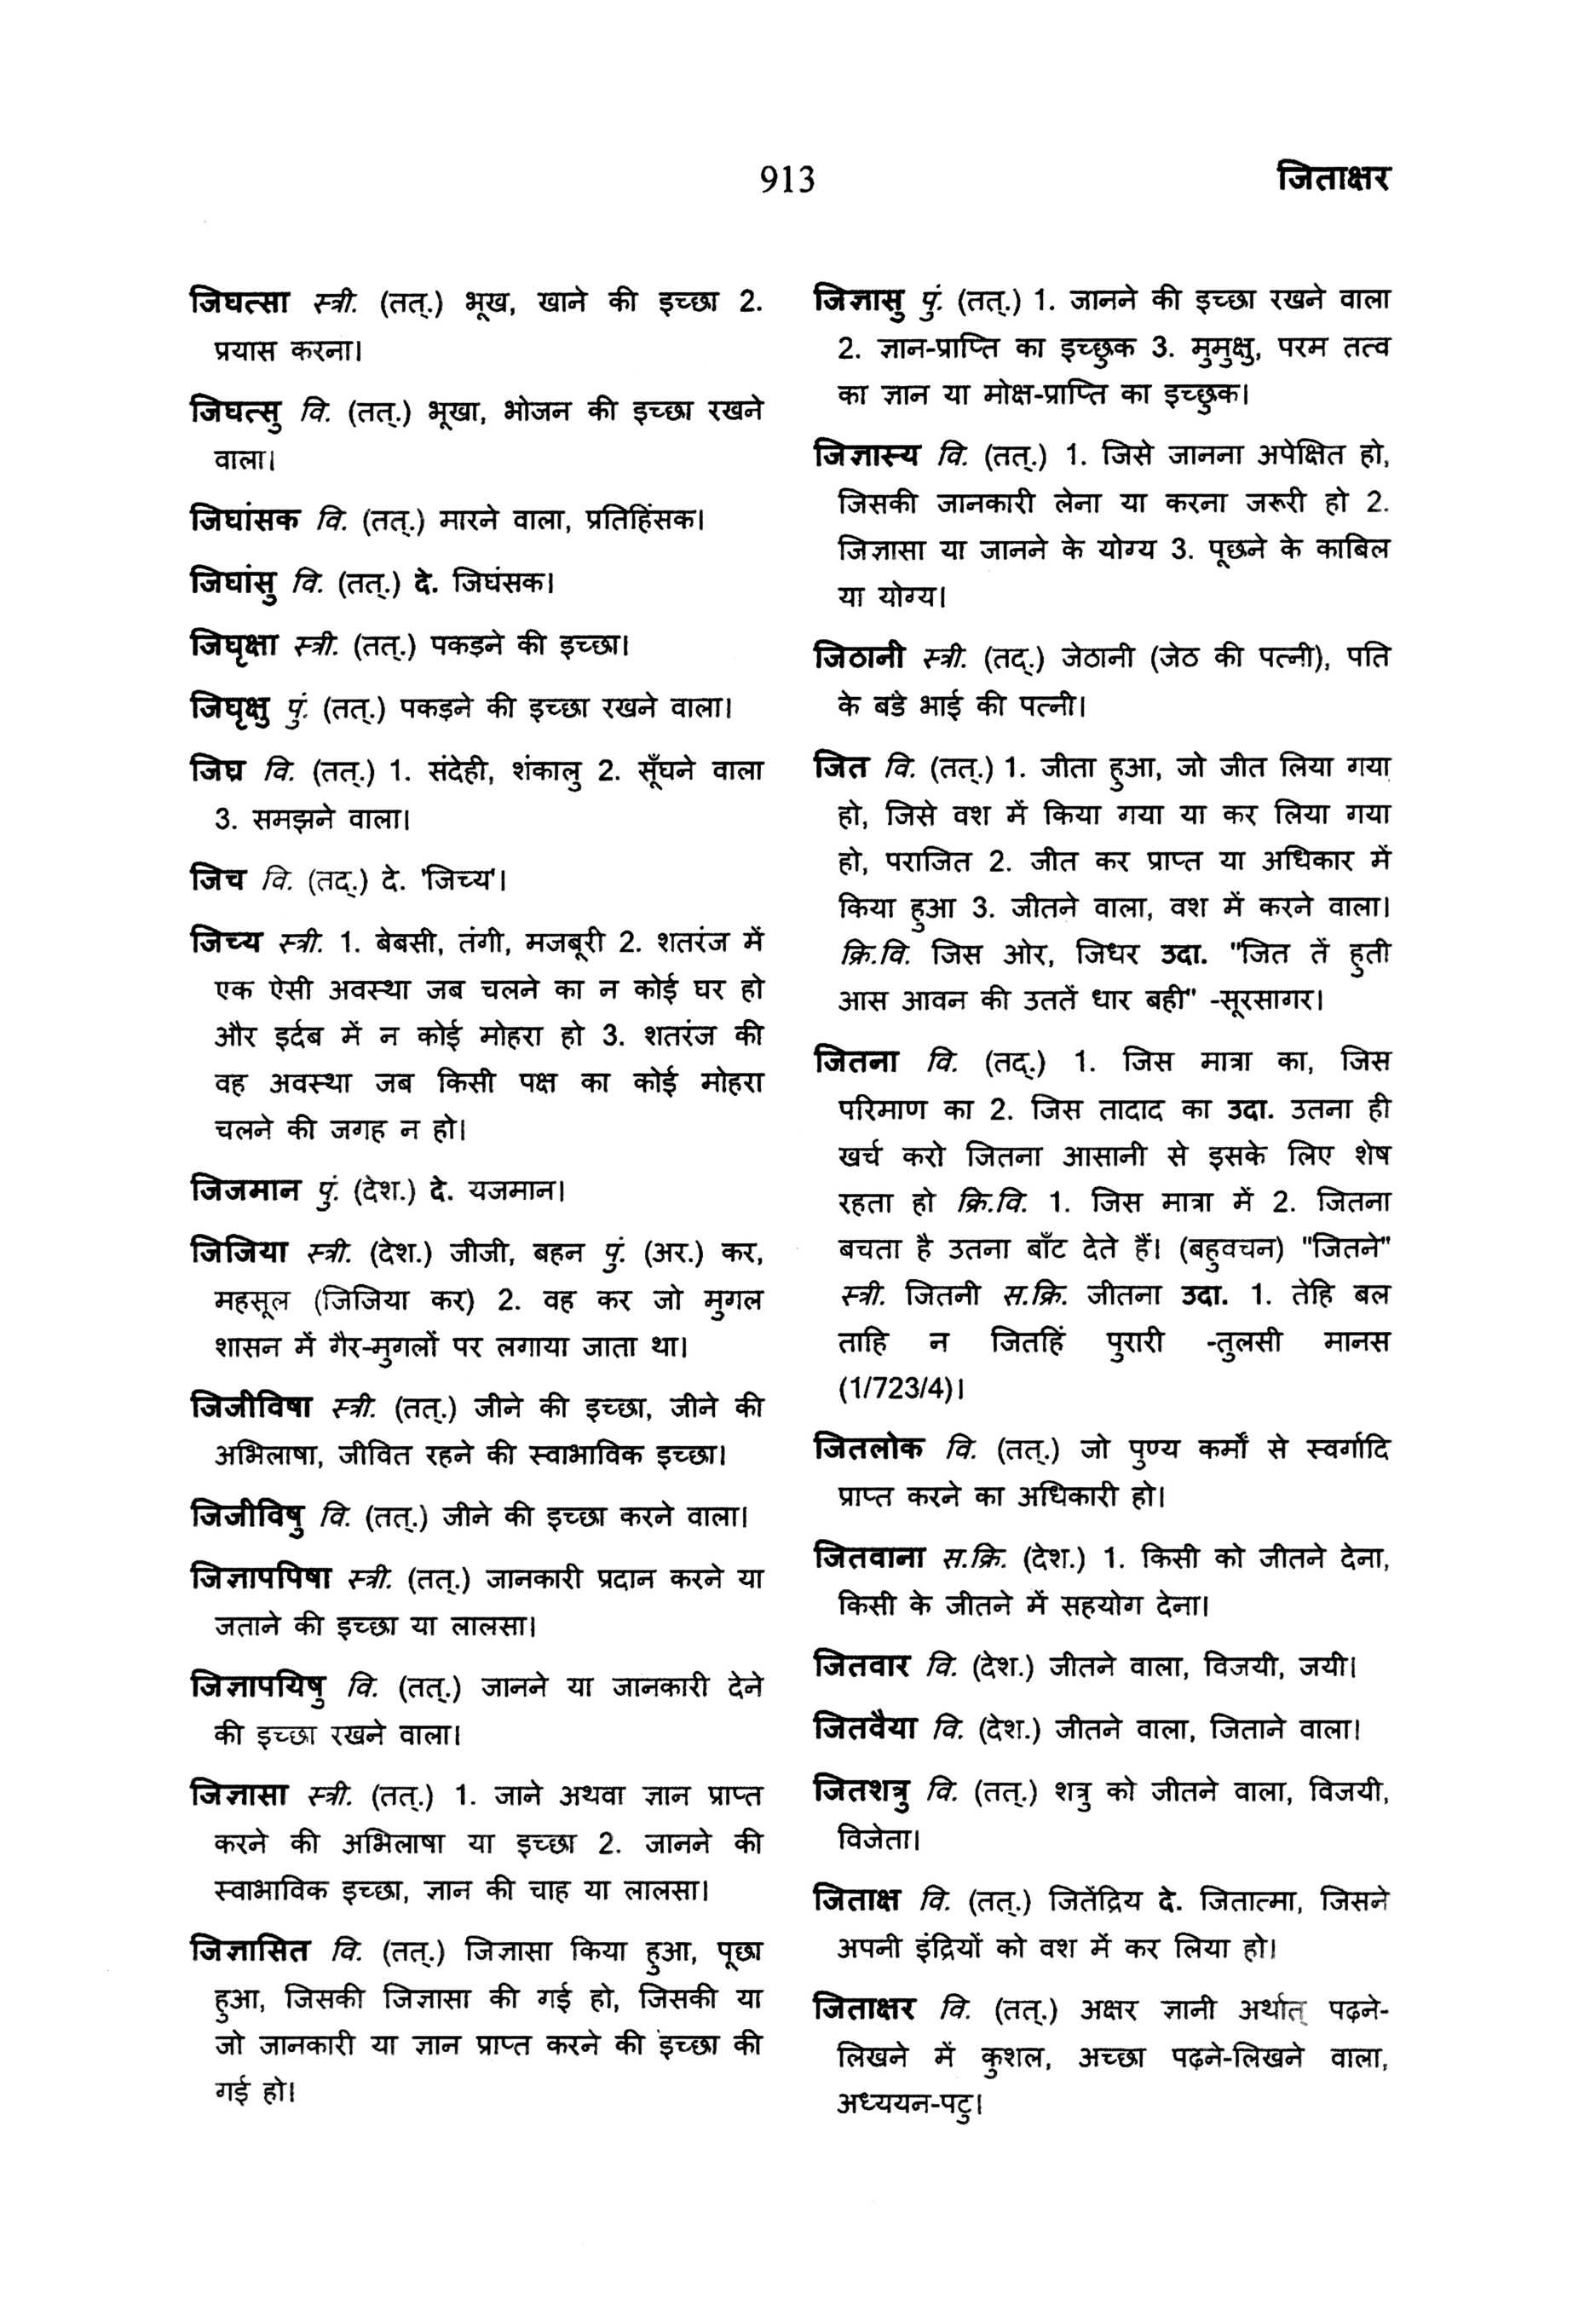 913
जिताक्षर
जिघत्सा स्त्री. (तत्.) भूख, खाने की इच्छा 2.
प्रयास करना।
जिघत्सु वि. (तत्.) भूखा, भोजन की इच्छा रखने
वाला।
जिघांसक वि. (तत्.) मारने वाला, प्रतिहिंसक।
जिघांसु वि. (तत्.) दे. जिघंसक।
जिघृक्षा स्त्री. (तत्.) पकड़ने की इच्छा।
जिघृक्षु पुं. (तत्.) पकड़ने की इच्छा रखने वाला।
जिघ्र वि. (तत्.) 1. संदेही, शंकालु 2. सूँघने वाला
3. समझने वाला।
जिच वि. (तद्.) दे. 'जिच्य'।
जिच्य स्त्री. 1. बेबसी, तंगी, मजबूरी 2. शतरंज में
एक ऐसी अवस्था जब चलने का न कोई घर हो
और इर्दब में न कोई मोहरा हो 3. शतरंज की
वह अवस्था जब किसी पक्ष का कोई मोहरा
चलने की जगह न हो।
जिजमान पुं. (देश.) दे. यजमान।
जिजिया स्त्री. (देश.) जीजी, बहन पुं. (अर.) कर,
महसूल (जिजिया कर) 2. वह कर जो मुगल
शासन में गैर-मुगलों पर लगाया जाता था।
जिजीविषा स्त्री. (तत्.) जीने की इच्छा, जीने की
अभिलाषा, जीवित रहने की स्वाभाविक इच्छा।
जिजीविषु वि. (तत्.) जीने की इच्छा करने वाला।
जिज्ञापपिषा स्त्री. (तत्.) जानकारी प्रदान करने या
जताने की इच्छा या लालसा।
जिज्ञापयिषु वि. (तत्.) जानने या जानकारी देने
की इच्छा रखने वाला।
जिज्ञासा स्त्री. (तत्.) 1. जाने अथवा ज्ञान प्राप्त
करने की अभिलाषा या इच्छा 2. जानने की
स्वाभाविक इच्छा, ज्ञान की चाह या लालसा।
जिज्ञासित वि. (तत्.) जिज्ञासा किया हुआ, पूछा
हुआ, जिसकी जिज्ञासा की गई हो, जिसकी या
जो जानकारी या ज्ञान प्राप्त करने की इच्छा की
गई हो।
जिज्ञासु पुं. (तत्.) 1. जानने की इच्छा रखने वाला
2. ज्ञान-प्राप्ति का इच्छुक 3. मुमुक्षु, परम तत्व
का ज्ञान या मोक्ष-प्राप्ति का इच्छुक।
जिज्ञास्य वि. (तत्.) 1. जिसे जानना अपेक्षित हो,
जिसकी जानकारी लेना या करना जरूरी हो 2.
जिज्ञासा या जानने के योग्य 3. पूछने के काबिल
या योग्य।
जिठानी स्त्री. (तद्.) जेठानी (जेठ की पत्नी), पति
के बडे भाई की पत्नी।
जित वि. (तत्.) 1. जीता हुआ, जो जीत लिया गया
हो, जिसे वश में किया गया या कर लिया गया
हो, पराजित 2. जीत कर प्राप्त या अधिकार में
किया हुआ 3. जीतने वाला, वश में करने वाला।
क्रि.वि. जिस ओर, जिधर उदा. "जित तें हुती
आस आवन की उततें धार बही" -सूरसागर।
जितना वि. (तद्.) 1. जिस मात्रा का, जिस
परिमाण का 2. जिस तादाद का उदा. उतना ही
खर्च करो जितना आसानी से इसके लिए शेष
रहता हो क्रि.वि. 1. जिस मात्रा में 2. जितना
बचता है उतना बाँट देते हैं। (बहुवचन) "जितने"
स्त्री. जितनी स.क्रि. जीतना उदा. 1. तेहि बल
ताहि न जितहिं पुरारी -तुलसी मानस
(1/723/4)।
जितलोक वि. (तत्.) जो पुण्य कर्मों से स्वर्गादि
प्राप्त करने का अधिकारी हो।
जितवाना स.क्रि. (देश.) 1. किसी को जीतने देना,
किसी के जीतने में सहयोग देना।
जितवार वि. (देश.) जीतने वाला, विजयी, जयी।
जितवैया वि. (देश.) जीतने वाला, जिताने वाला।
जितशत्रु वि. (तत्.) शत्रु को जीतने वाला, विजयी,
विजेता।
जिताक्ष वि. (तत्.) जितेंद्रिय दे. जितात्मा, जिसने
अपनी इंद्रियों को वश में कर लिया हो।
जिताक्षर वि. (तत्.) अक्षर ज्ञानी अर्थात् पढ़ने-
लिखने में कुशल, अच्छा पढ़ने-लिखने वाला,
अध्ययन-पटु।